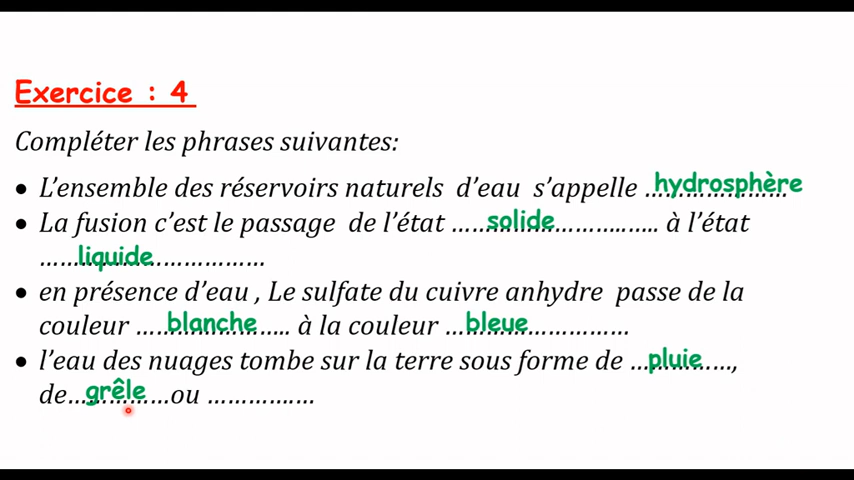 Exercice : 4
Compléter les phrases suivantes:
• L'ensemble des réservoirs naturels d'eau s'appelle ……hydrosphère……
• La fusion c'est le passage de l'état ……solide……….…….. à l'état
……liquide………………
• en présence d'eau , Le sulfate du cuivre anhydre passe de la
couleur ……blanche…….. à la couleur ……bleue……………
• l'eau des nuages tombe sur la terre sous forme de …pluie……,
de……grêle……ou ……………